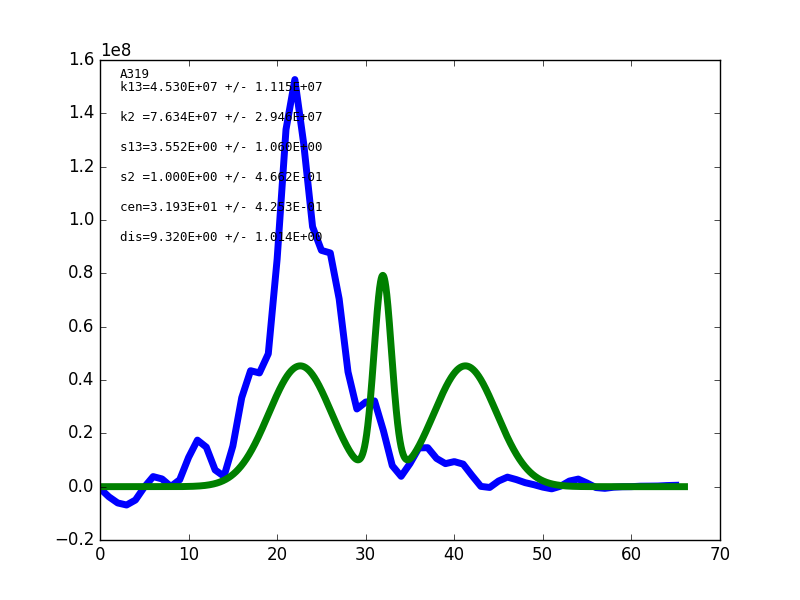 1e8
A319
k13=4.530E+07 +/- 1.115E+07
k2 =7.634E+07 +/- 2.940E+07
s13=3.552E+00 +/- 1.060E+00
s2 =1.000E+00 +/- 4.602E-01
cen=3.193E+01 +/- 4.233E-01
dis=9.320E+00 +/- 1.014E+00
1.6
1.4
1.2
1.0
0.8
0.6
0.4
0.2
0.0
−0.2
0 10 20 30 40 50 60 70